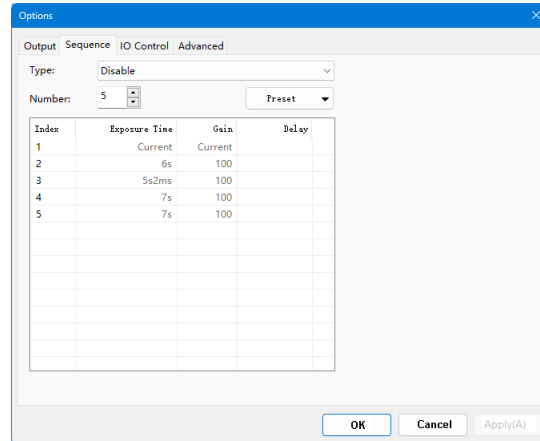 Options
Output Sequence IO Control Advanced
Type: Disable
Number: 5 Preset
Index Exposure Time Gain Delay
1 Current Current
2 6s 100
3 5s2ms 100
4 7s 100
5 7s 100
OK Cancel Apply(A)